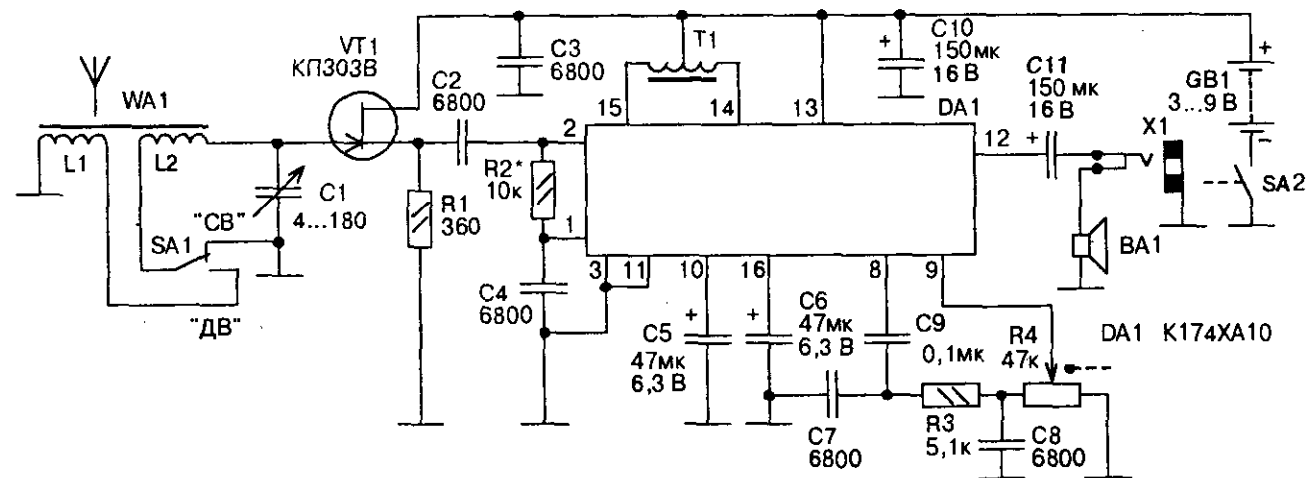 WA1
L1
L2
"СВ"
SA1
"ДВ"
C1
4...180
VT1
КП303В
C2
6800
C3
6800
R1
360
R2*
10к
C4
6800
T1
15
14
13
2
1
3
11
10
16
8
9
12
DA1
C10
150мк
16 В
C11
150 мк
16 В
GB1
3...9 В
+
−
X1
SA2
BA1
C5
47мк
6,3 В
C6
47мк
6,3 В
C7
6800
C9
0,1мк
R3
5,1к
C8
6800
R4
47к
DA1 К174ХА10